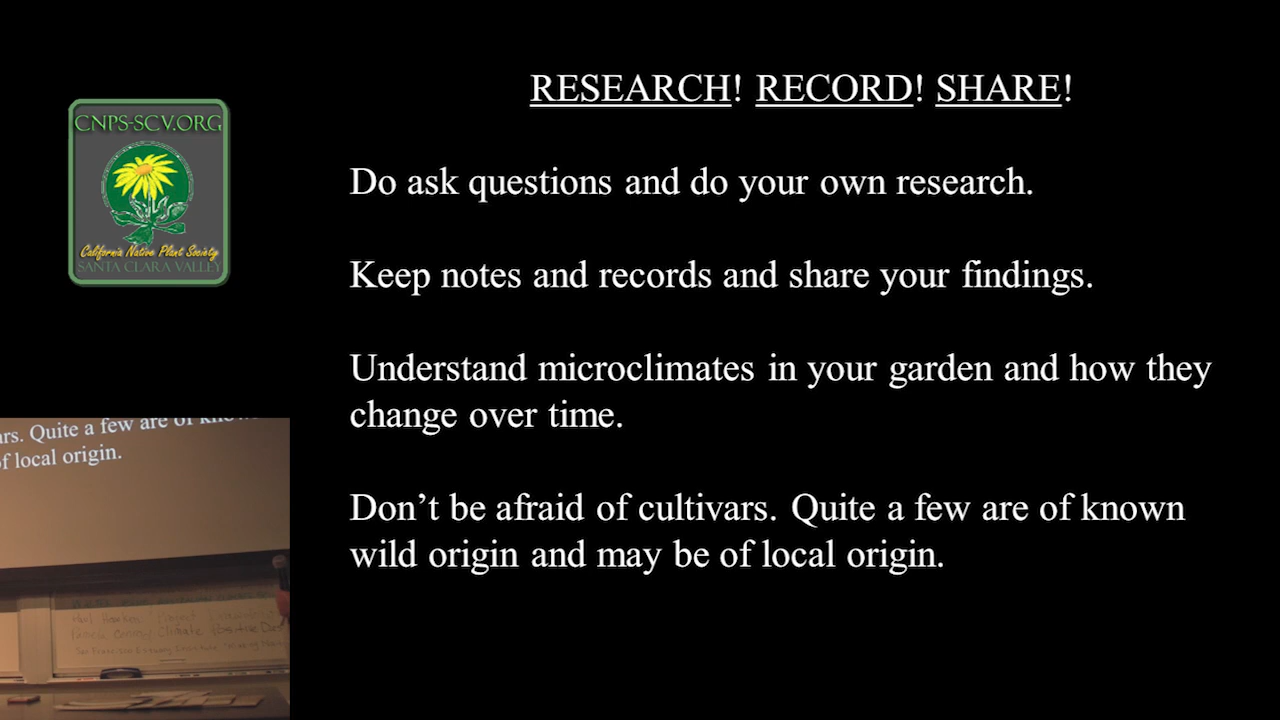 RESEARCH! RECORD! SHARE!
CNPS-SCV.ORG
California Native Plant Society
SANTA CLARA VALLEY
Do ask questions and do your own research.
Keep notes and records and share your findings.
Understand microclimates in your garden and how they
change over time.
Don’t be afraid of cultivars. Quite a few are of known
wild origin and may be of local origin.
Quite a few are of known
of local origin.
Climate Positive